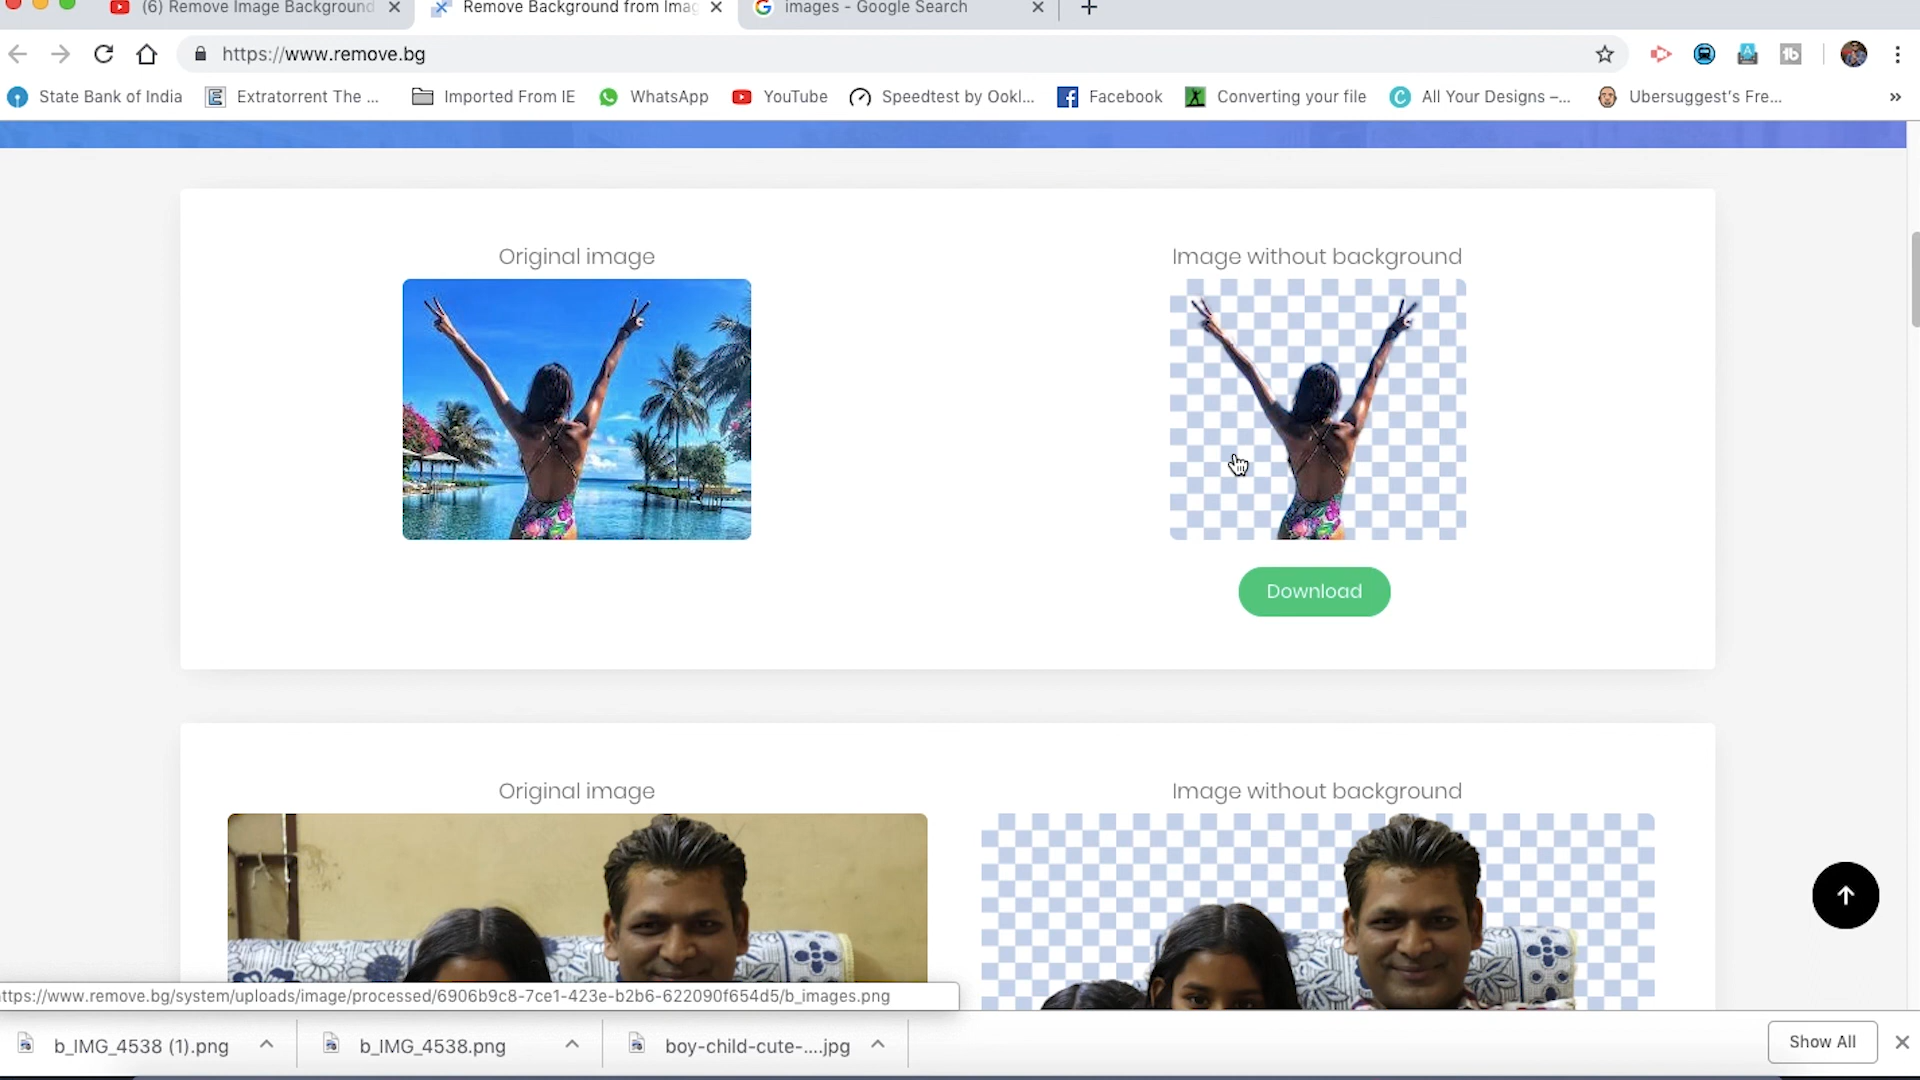 (6) Remove Image Background
Remove Background from Imag
images - Google Search
https://www.remove.bg
State Bank of India
Extratorrent The ...
Imported From IE
WhatsApp
YouTube
Speedtest by Ookl...
Facebook
Converting your file
All Your Designs –...
Ubersuggest's Fre...
»
Original image
Image without background
Download
Original image
Image without background
ttps://www.remove.bg/system/uploads/image/processed/6906b9c8-7ce1-423e-b2b6-622090f654d5/b_images.png
b_IMG_4538 (1).png
b_IMG_4538.png
boy-child-cute-....jpg
Show All